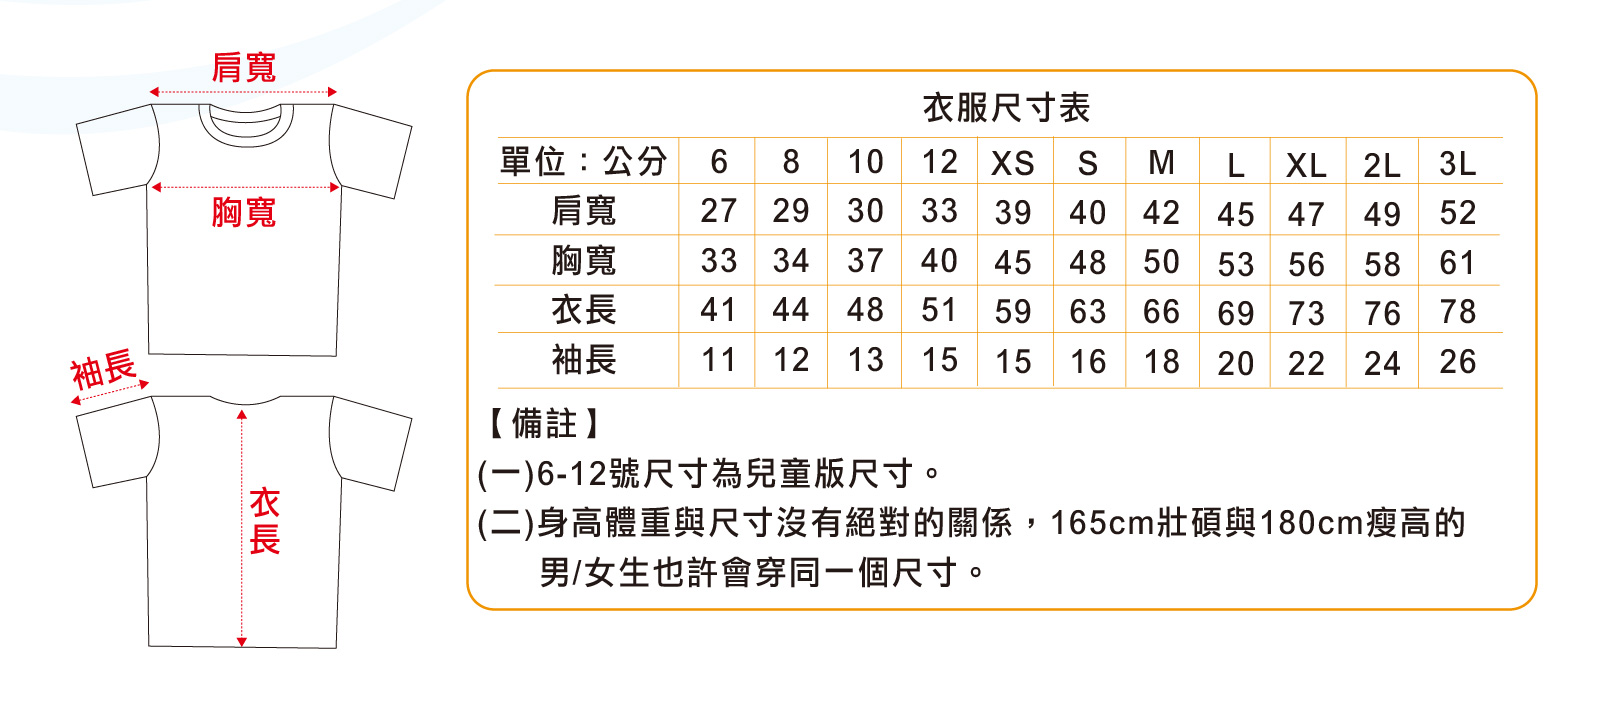 肩寬
胸寬
袖長
衣長
衣服尺寸表
單位：公分 6 8 10 12 XS S M L XL 2L 3L
肩寬 27 29 30 33 39 40 42 45 47 49 52
胸寬 33 34 37 40 45 48 50 53 56 58 61
衣長 41 44 48 51 59 63 66 69 73 76 78
袖長 11 12 13 15 15 16 18 20 22 24 26
【備註】
(一)6-12號尺寸為兒童版尺寸。
(二)身高體重與尺寸沒有絕對的關係，165cm壯碩與180cm瘦高的
男/女生也許會穿同一個尺寸。